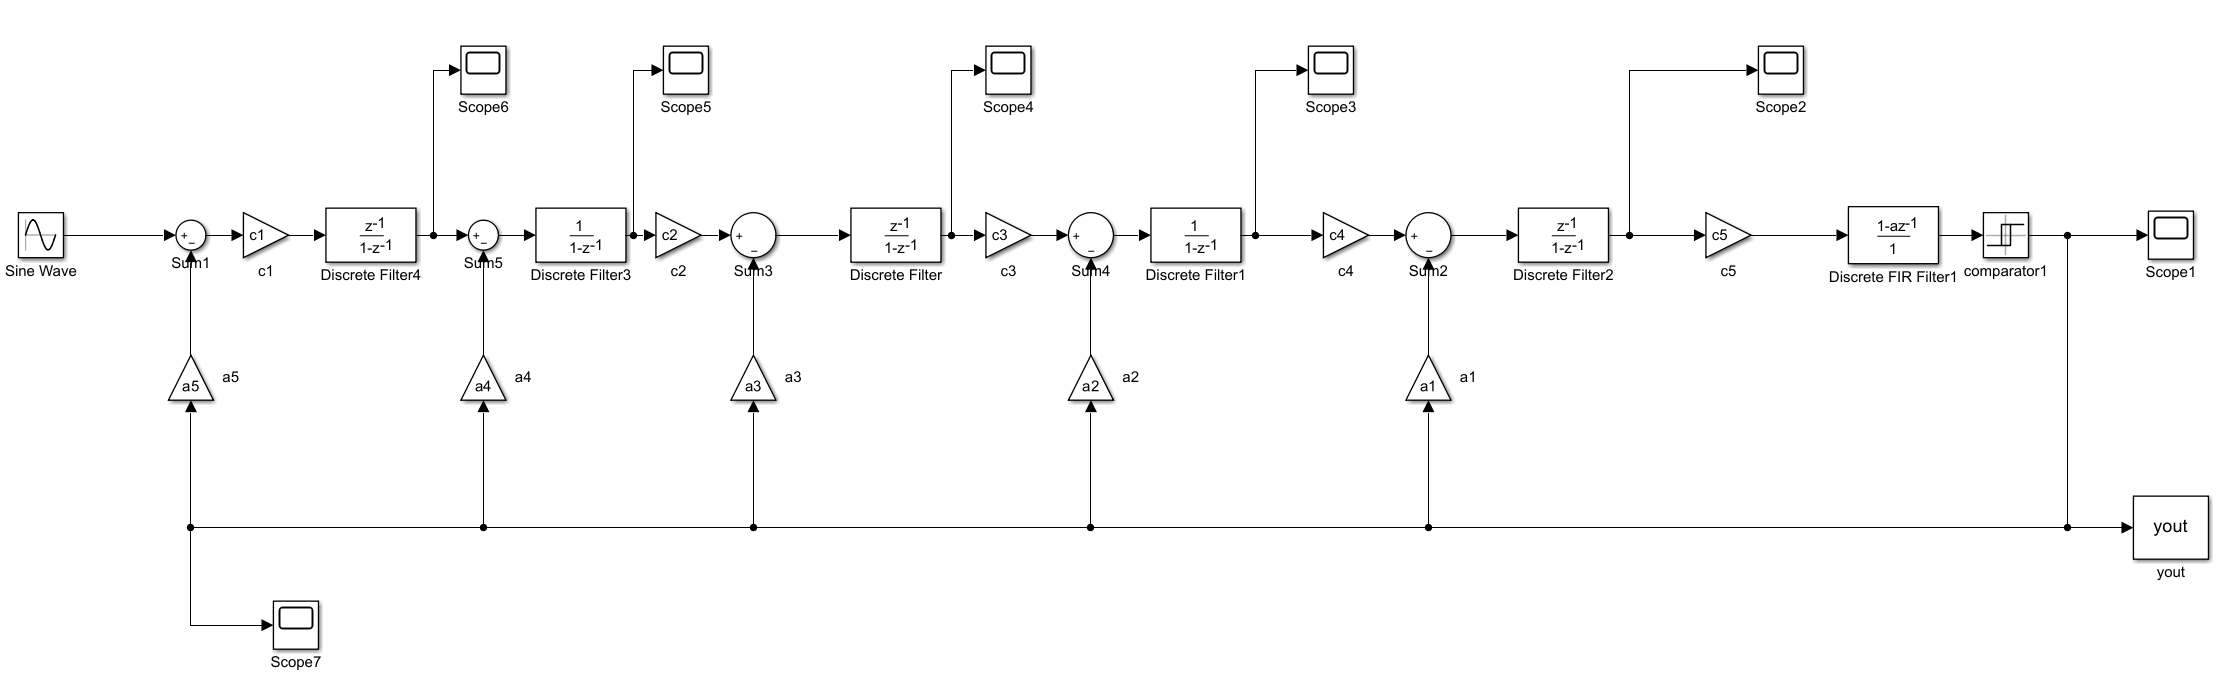 Scope6
Scope5
Scope4
Scope3
Scope2
Sine Wave
+
−
Sum1
c1
c1
z-1
1-z-1
Discrete Filter4
+
−
Sum5
1
1-z-1
Discrete Filter3
c2
c2
+
−
Sum3
z-1
1-z-1
Discrete Filter
c3
c3
+
−
Sum4
1
1-z-1
Discrete Filter1
c4
c4
+
−
Sum2
z-1
1-z-1
Discrete Filter2
c5
c5
1-az-1
1
Discrete FIR Filter1
comparator1
Scope1
a5
a5
a4
a4
a3
a3
a2
a2
a1
a1
yout
yout
Scope7